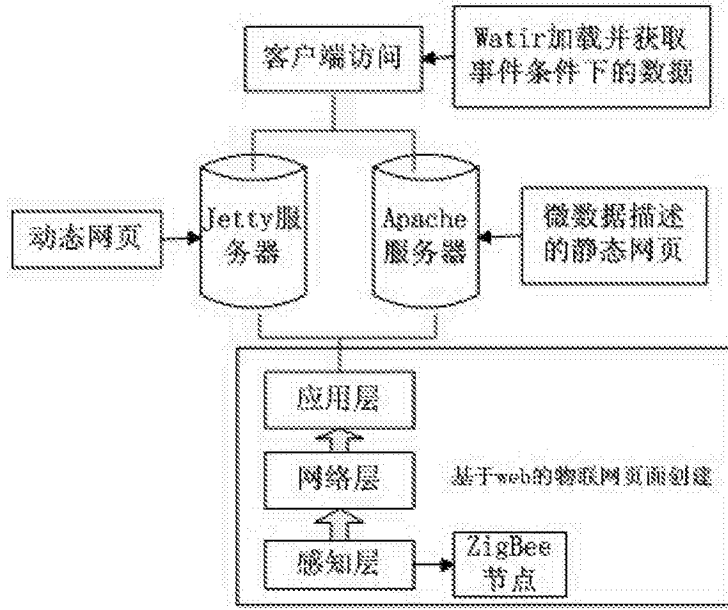 客户端访问
Watir加载并获取
事件条件下的数据
动态网页
Jetty服
务器
Apache
服务器
微数据描述
的静态网页
应用层
网络层
基于web的物联网页面创建
感知层
ZigBee
节点